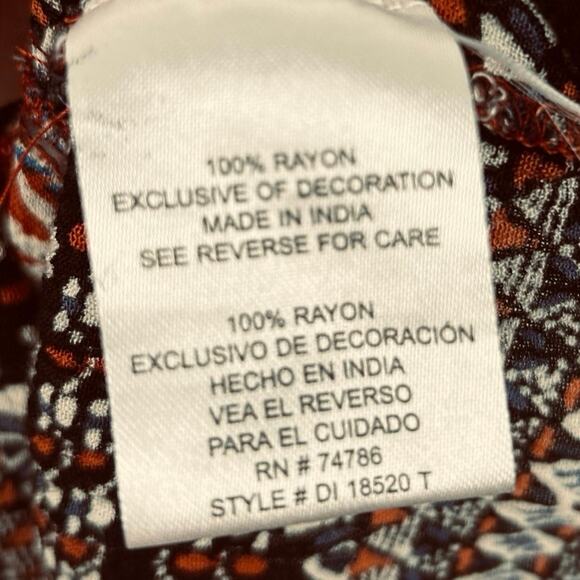 100% RAYON
EXCLUSIVE OF DECORATION
MADE IN INDIA
SEE REVERSE FOR CARE
100% RAYON
EXCLUSIVO DE DECORACIÓN
HECHO EN INDIA
VEA EL REVERSO
PARA EL CUIDADO
RN # 74786
STYLE # DI 18520 T